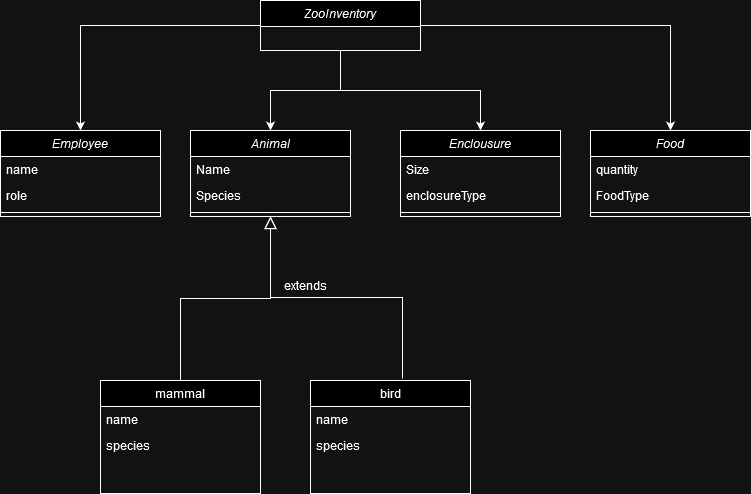 ZooInventory
Employee
name
role
Animal
Name
Species
Enclousure
Size
enclosureType
Food
quantity
FoodType
extends
mammal
name
species
bird
name
species